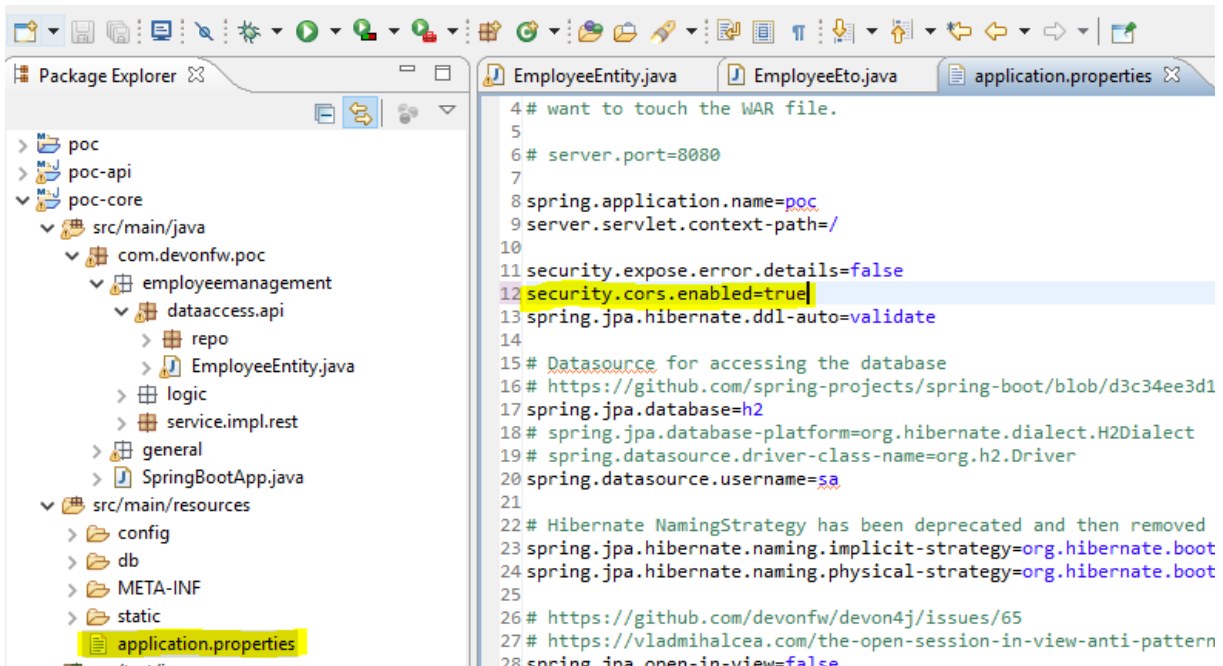 Package Explorer
poc
poc-api
poc-core
src/main/java
com.devonfw.poc
employeemanagement
dataaccess.api
repo
EmployeeEntity.java
logic
service.impl.rest
general
SpringBootApp.java
src/main/resources
config
db
META-INF
static
application.properties
EmployeeEntity.java EmployeeEto.java application.properties
4 # want to touch the WAR file.
5
6 # server.port=8080
7
8 spring.application.name=poc
9 server.servlet.context-path=/
10
11 security.expose.error.details=false
12 security.cors.enabled=true
13 spring.jpa.hibernate.ddl-auto=validate
14
15 # Datasource for accessing the database
16 # https://github.com/spring-projects/spring-boot/blob/d3c34ee3d1
17 spring.jpa.database=h2
18 # spring.jpa.database-platform=org.hibernate.dialect.H2Dialect
19 # spring.datasource.driver-class-name=org.h2.Driver
20 spring.datasource.username=sa
21
22 # Hibernate NamingStrategy has been deprecated and then removed
23 spring.jpa.hibernate.naming.implicit-strategy=org.hibernate.boot
24 spring.jpa.hibernate.naming.physical-strategy=org.hibernate.boot
25
26 # https://github.com/devonfw/devon4j/issues/65
27 # https://vladmihalcea.com/the-open-session-in-view-anti-pattern
28 spring.jpa.open-in-view=false